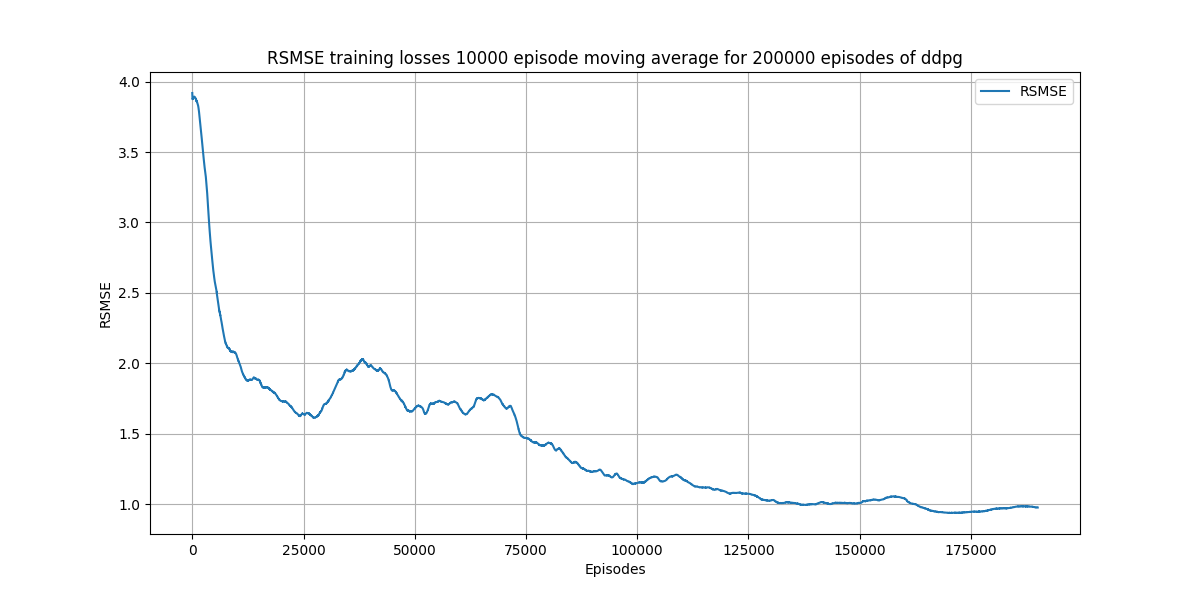 RSMSE training losses 10000 episode moving average for 200000 episodes of ddpg
RSMSE
4.0
3.5
3.0
2.5
2.0
1.5
1.0
RSMSE
0 25000 50000 75000 100000 125000 150000 175000
Episodes